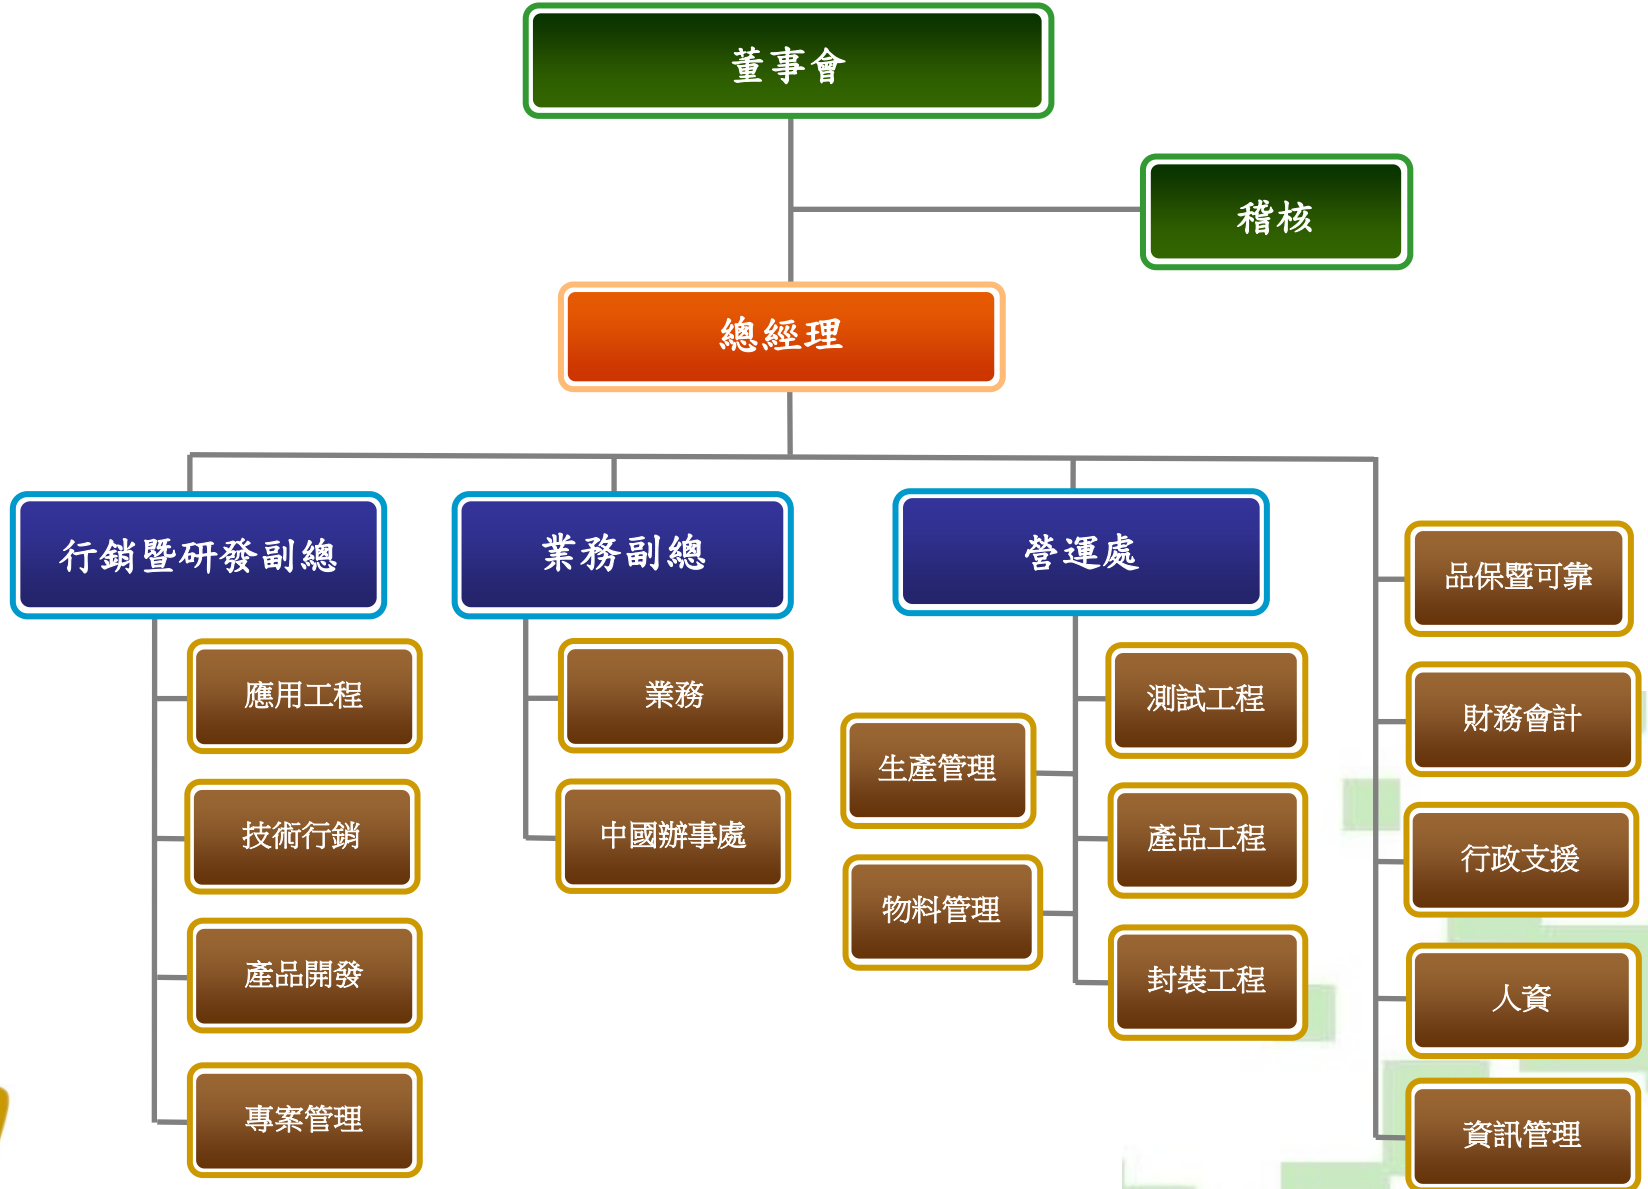 董事會
稽核
總經理
行銷暨研發副總
應用工程
技術行銷
產品開發
專案管理
業務副總
業務
中國辦事處
營運處
生產管理
物料管理
測試工程
產品工程
封裝工程
品保暨可靠
財務會計
行政支援
人資
資訊管理